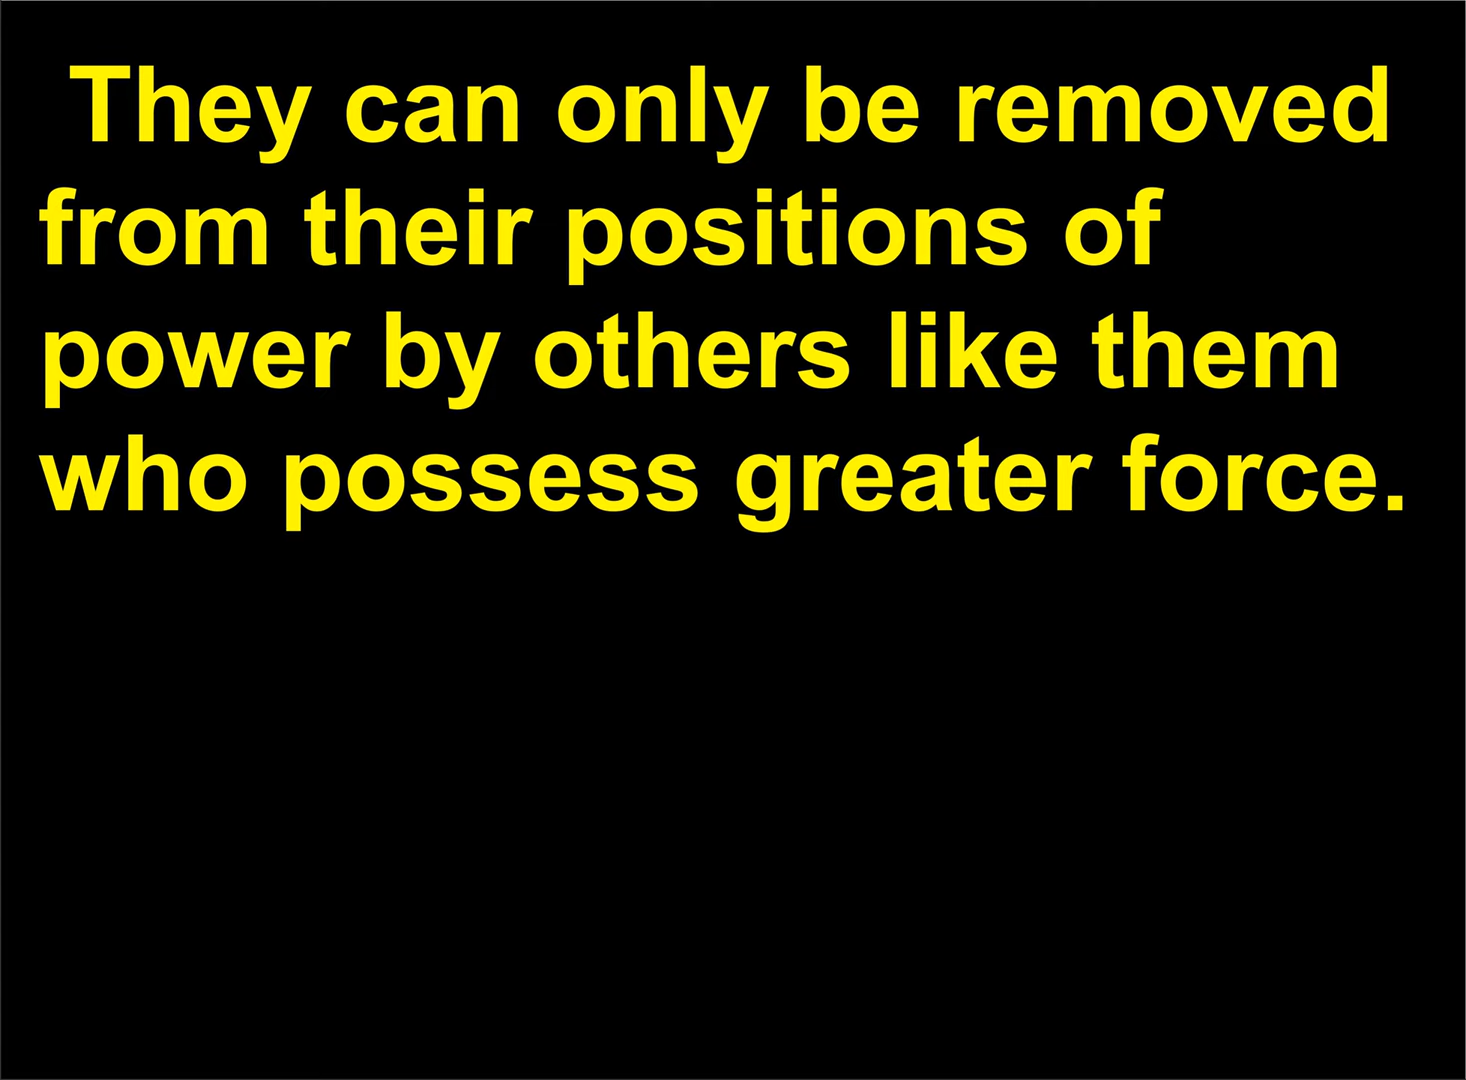 They can only be removed
from their positions of
power by others like them
who possess greater force.